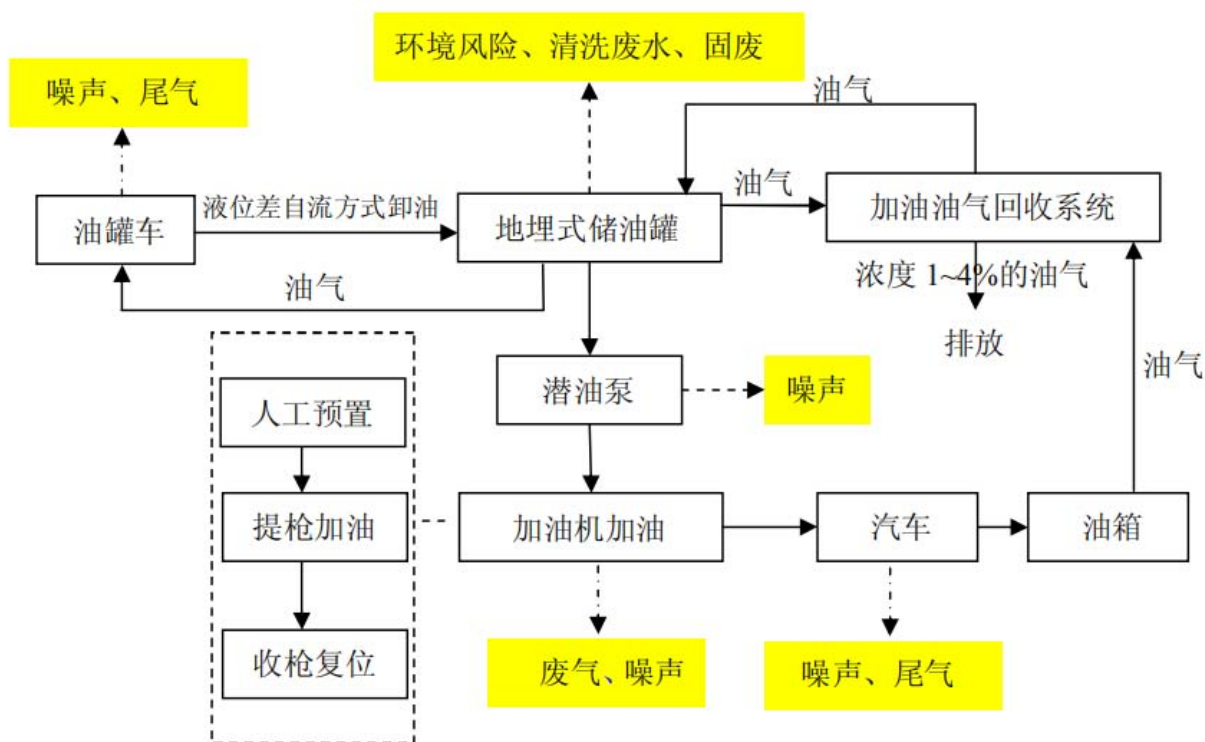 环境风险、清洗废水、固废
噪声、尾气
油气
油罐车
液位差自流方式卸油
地埋式储油罐
油气
加油油气回收系统
油气
浓度 1~4%的油气
排放
油气
人工预置
潜油泵
噪声
提枪加油
加油机加油
汽车
油箱
收枪复位
废气、噪声
噪声、尾气